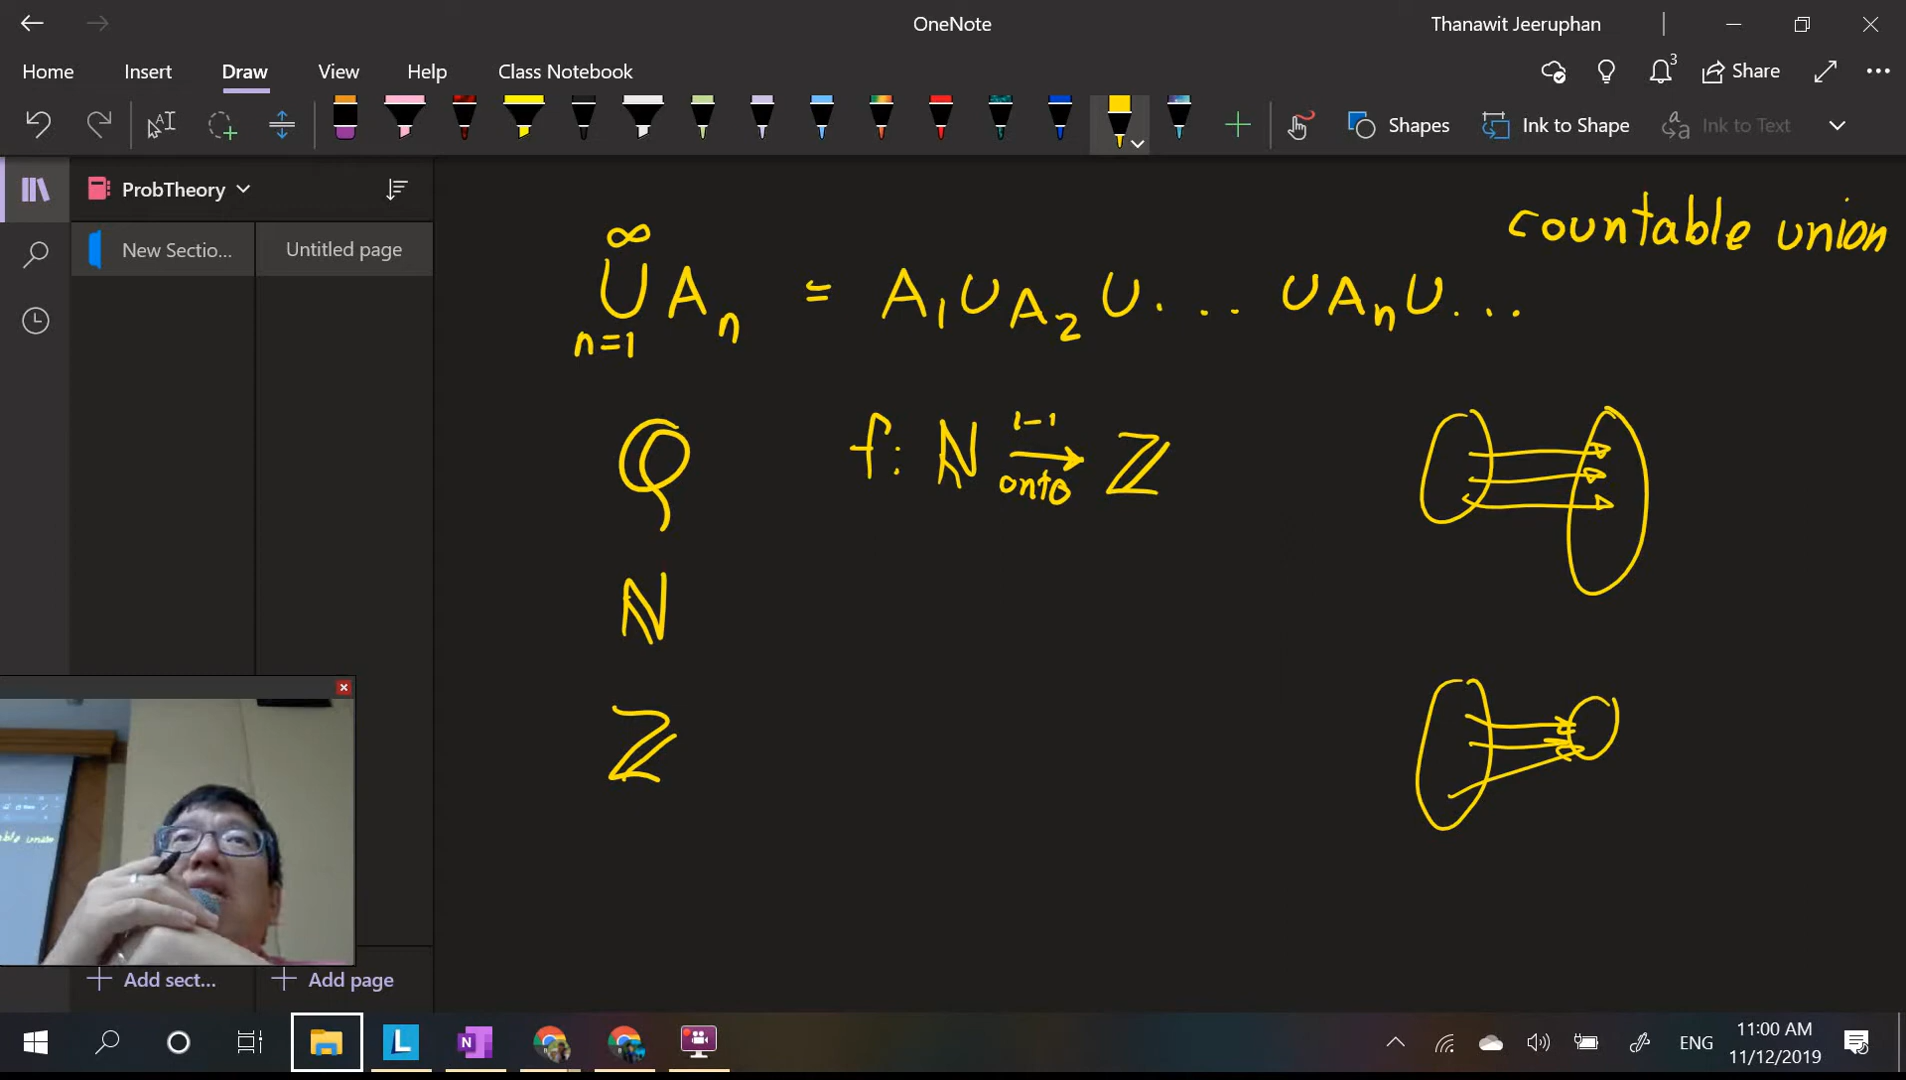 OneNote
Thanawit Jeeruphan
Home Insert Draw View Help Class Notebook
3
Share
Shapes Ink to Shape Ink to Text
ProbTheory
New Sectio... Untitled page
countable union
∞
∪ Aₙ = A₁ ∪ A₂ ∪ . ... ∪ Aₙ ∪ ...
n=1
1-1
ℚ f: ℕ → ℤ
onto
ℕ
ℤ
Add sect... Add page
ENG
11:00 AM
11/12/2019